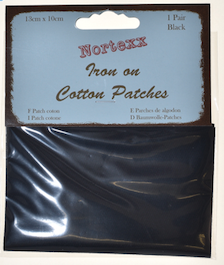 13cm x 10cm
1 Pair
Black
Nortexx
Iron on
Cotton Patches
F Patch coton
I Patch cotone
E Parches de algodon
D Baumwolle-Patches